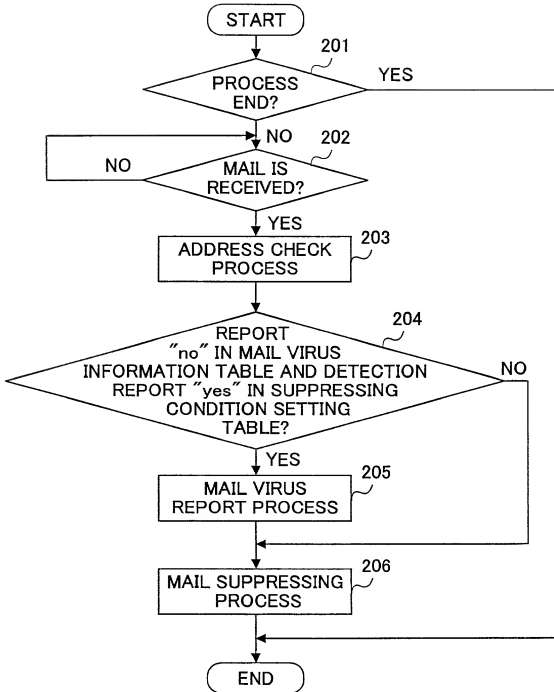 START
201
PROCESS
END?
YES
NO
202
MAIL IS
RECEIVED?
NO
YES
203
ADDRESS CHECK
PROCESS
204
REPORT
"no" IN MAIL VIRUS
INFORMATION TABLE AND DETECTION
REPORT "yes" IN SUPPRESSING
CONDITION SETTING
TABLE?
NO
YES
205
MAIL VIRUS
REPORT PROCESS
206
MAIL SUPPRESSING
PROCESS
END